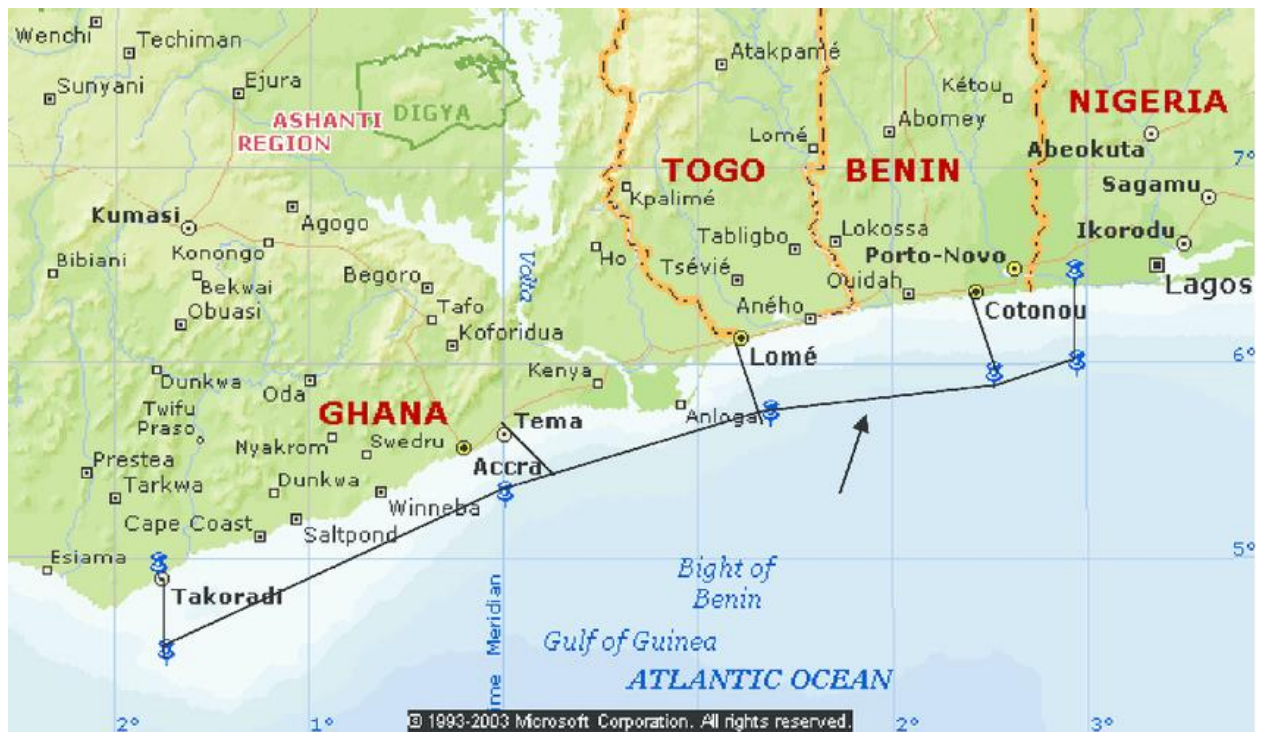 Wenchi
Techiman
Sunyani
Ejura
ASHANTI
REGION
DIGYA
Atakpamé
Kétou
NIGERIA
Abomey
Lomé
Abeokuta
7°
TOGO
BENIN
Sagamu
Kpalimé
Kumasi
Agogo
Tabligbo
Lokossa
Ikorodu
Konongo
Ho
Porto-Novo
Bibiani
Bekwai
Begoro
Volta
Tsévié
Ouidah
Lagos
Obuasi
Tafo
Aného
Cotonou
Koforidua
Lomé
6°
Dunkwa
Oda
Kenya
Twifu
Praso
GHANA
Tema
Anloga
Nyakrom
Swedru
Prestea
Accra
Tarkwa
Dunkwa
Winneba
Cape Coast
Saltpond
Esiama
5°
Takoradi
Bight of
Benin
Gulf of Guinea
ATLANTIC OCEAN
me Meridian
2°
1°
© 1993-2003 Microsoft Corporation. All rights reserved.
2°
3°